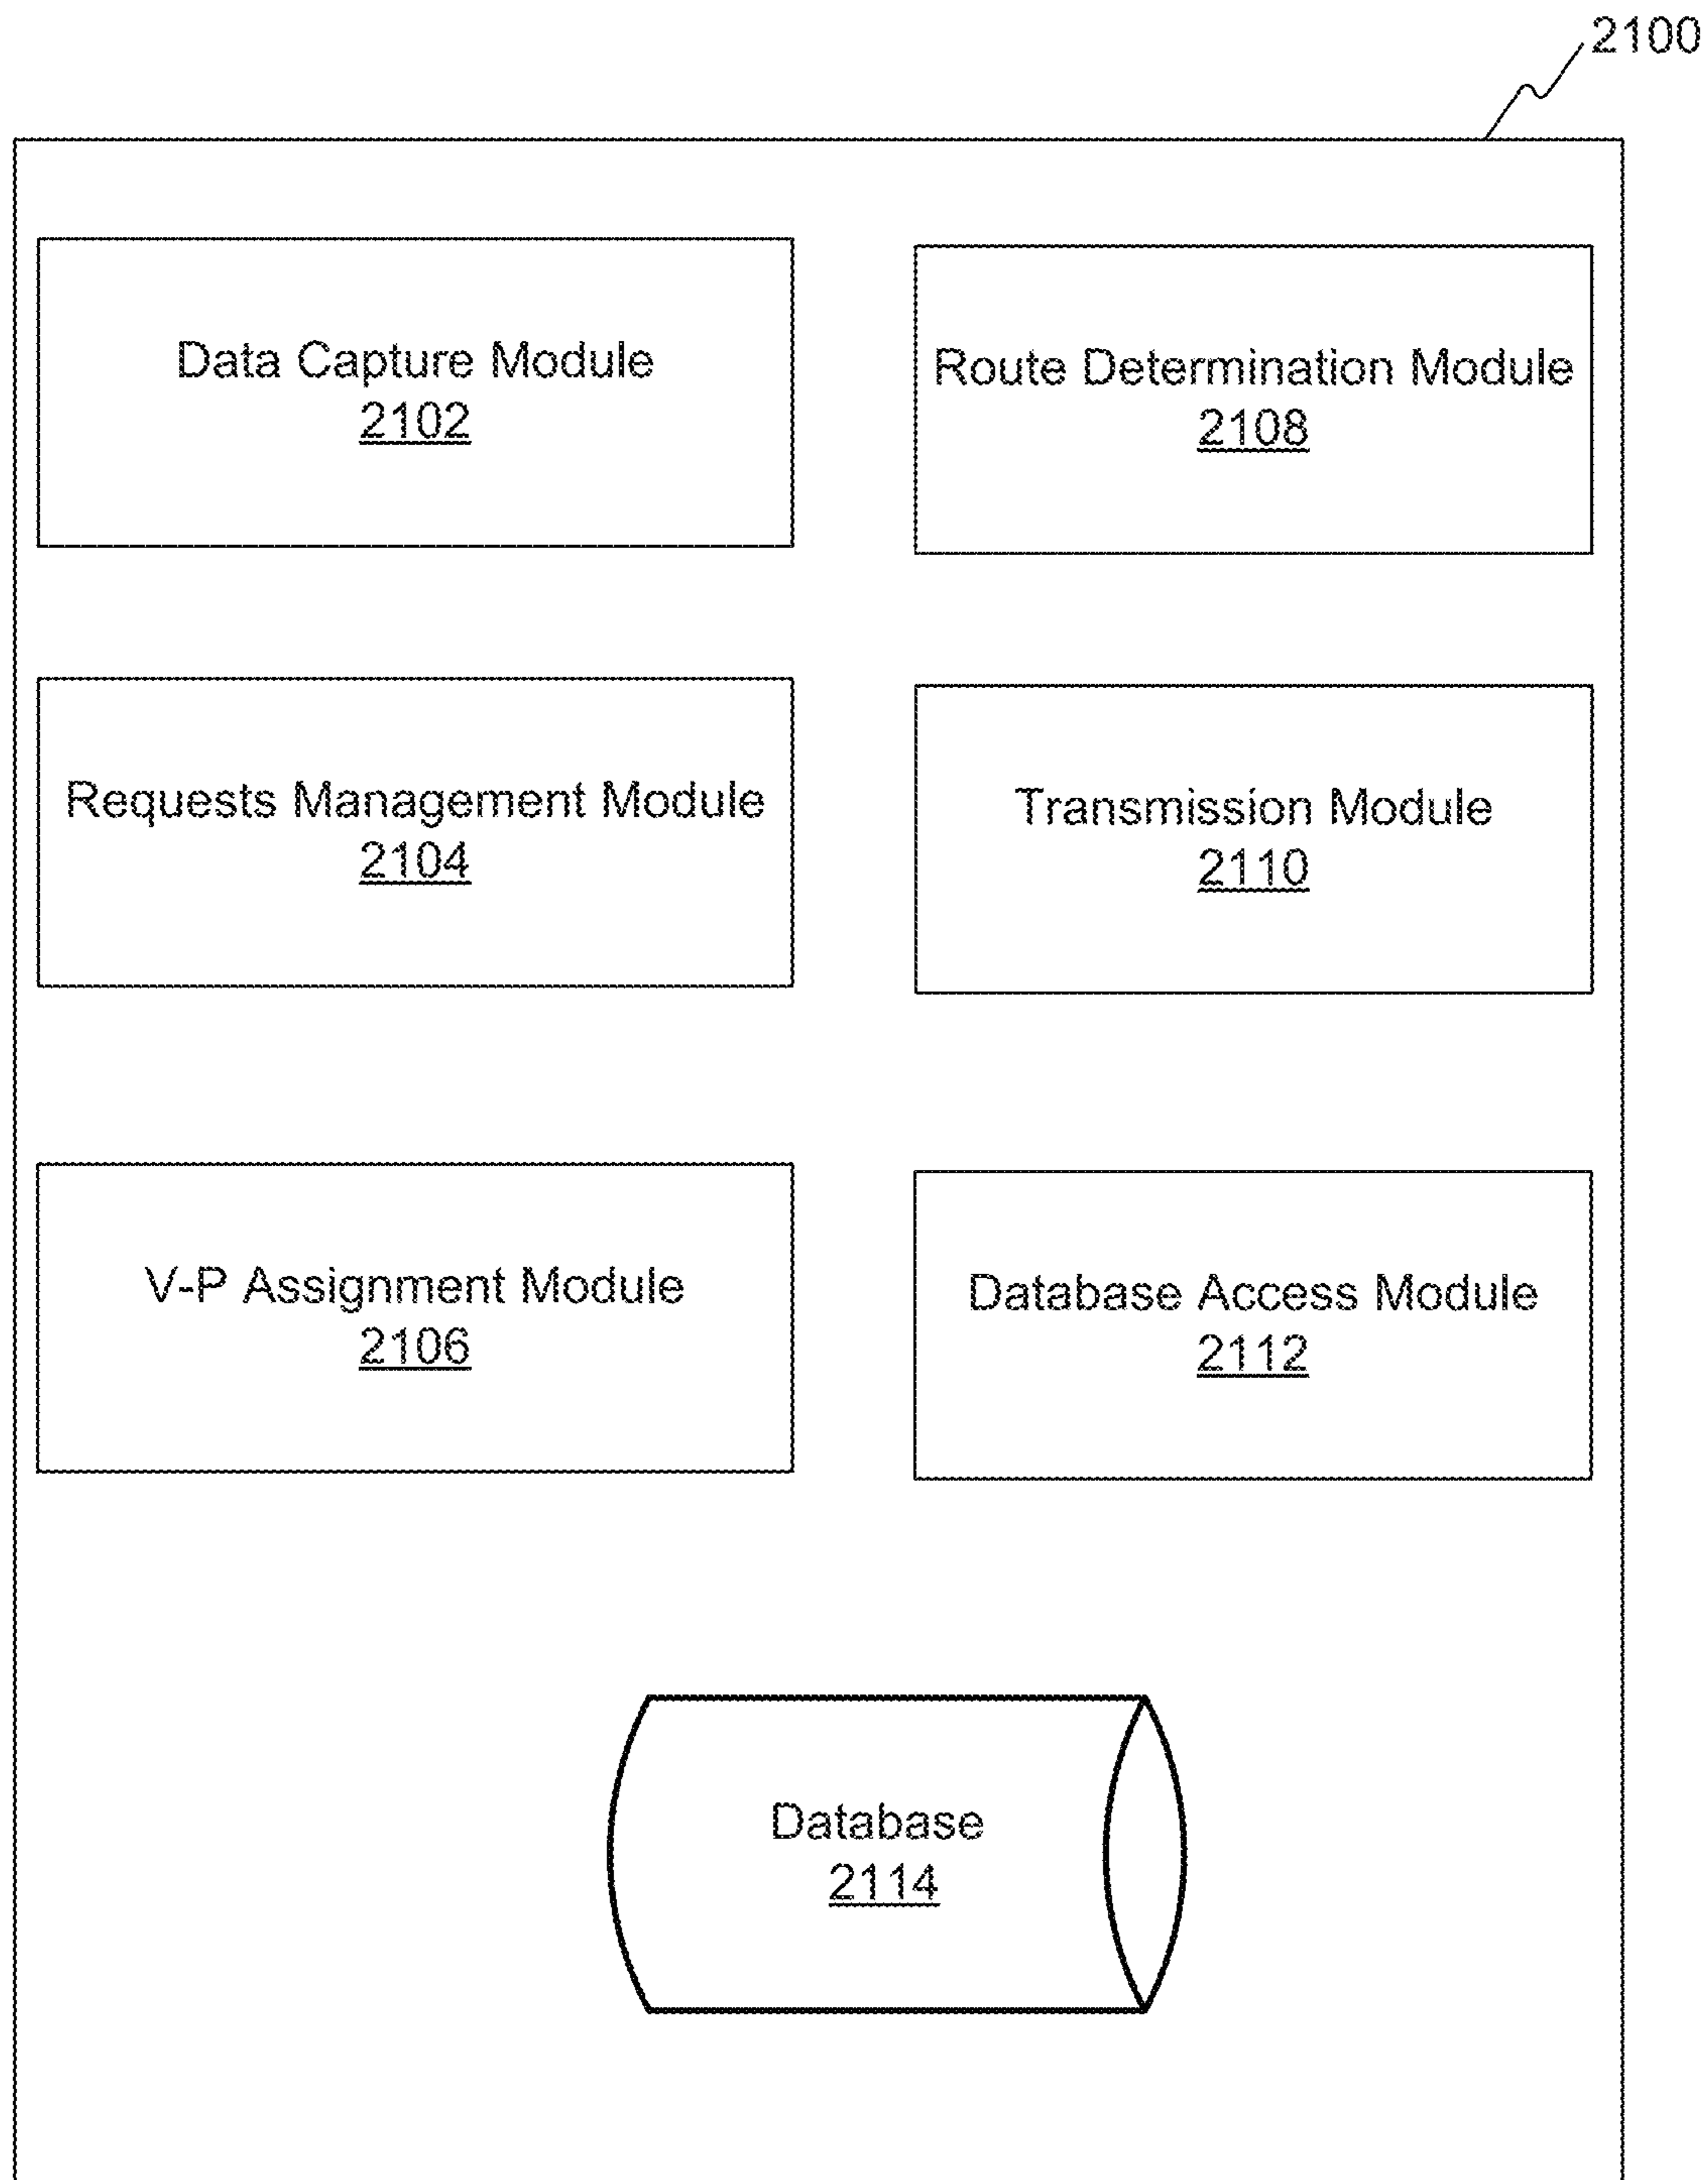 2100
Data Capture Module
2102
Route Determination Module
2108
Requests Management Module
2104
Transmission Module
2110
V-P Assignment Module
2106
Database Access Module
2112
Database
2114